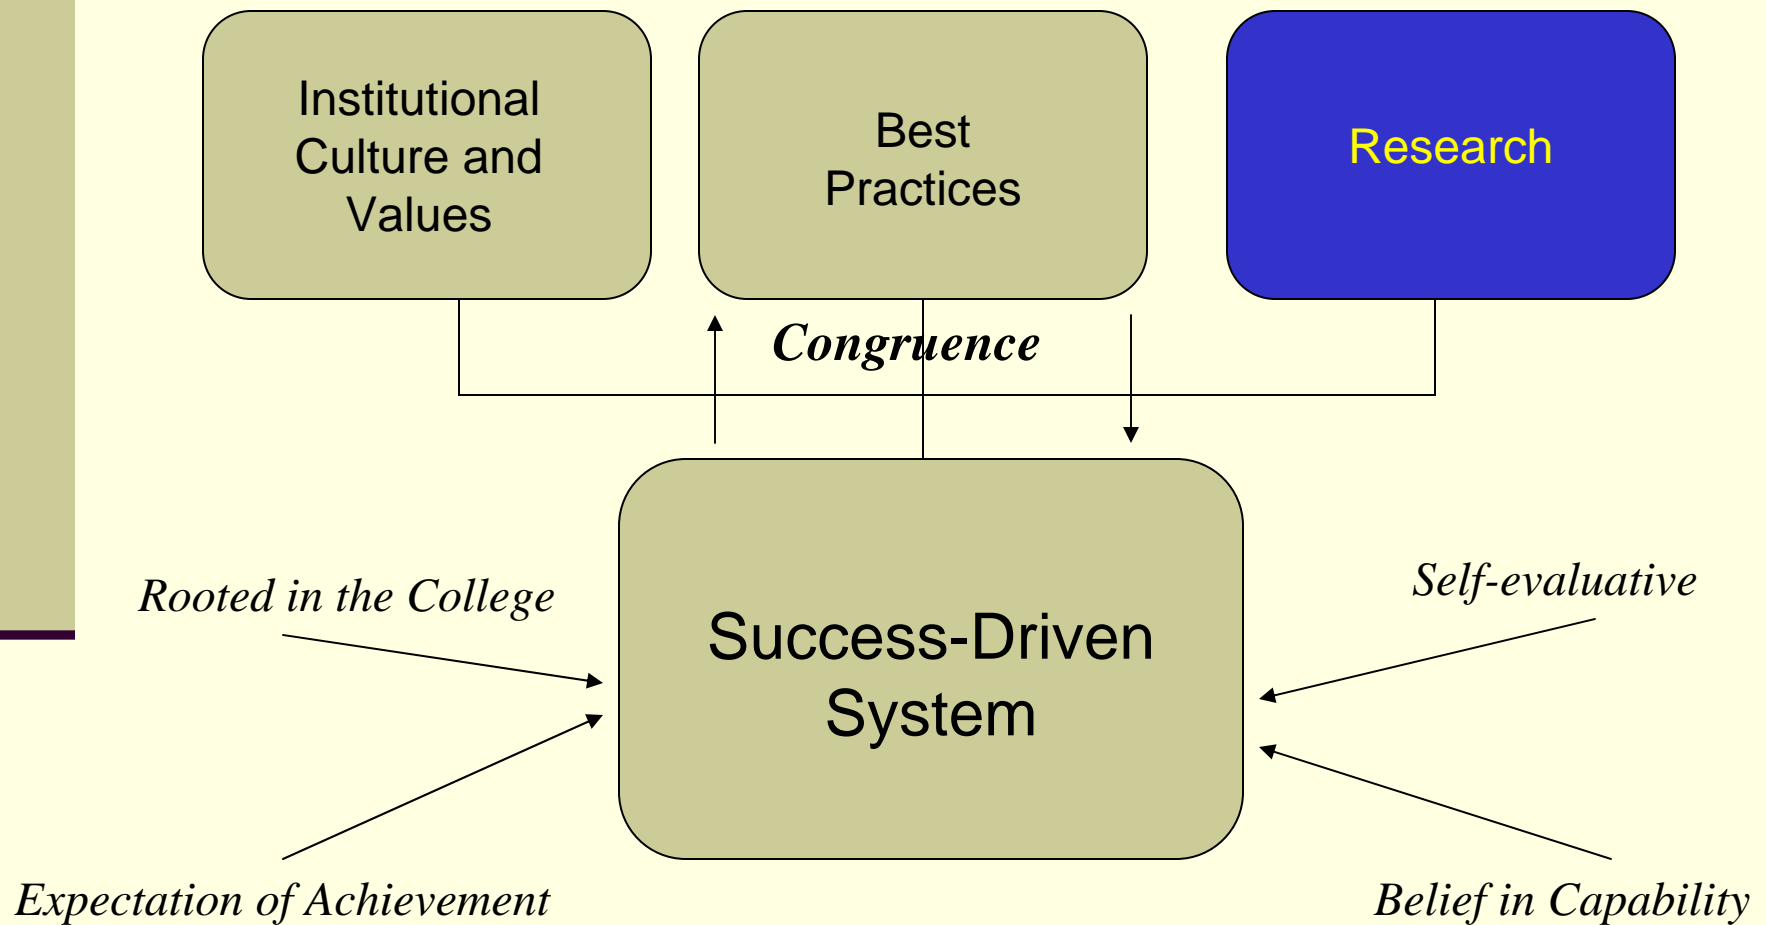 Institutional
Culture and
Values
Best
Practices
Research
Congruence
Rooted in the College
Self-evaluative
Success-Driven
System
Expectation of Achievement
Belief in Capability